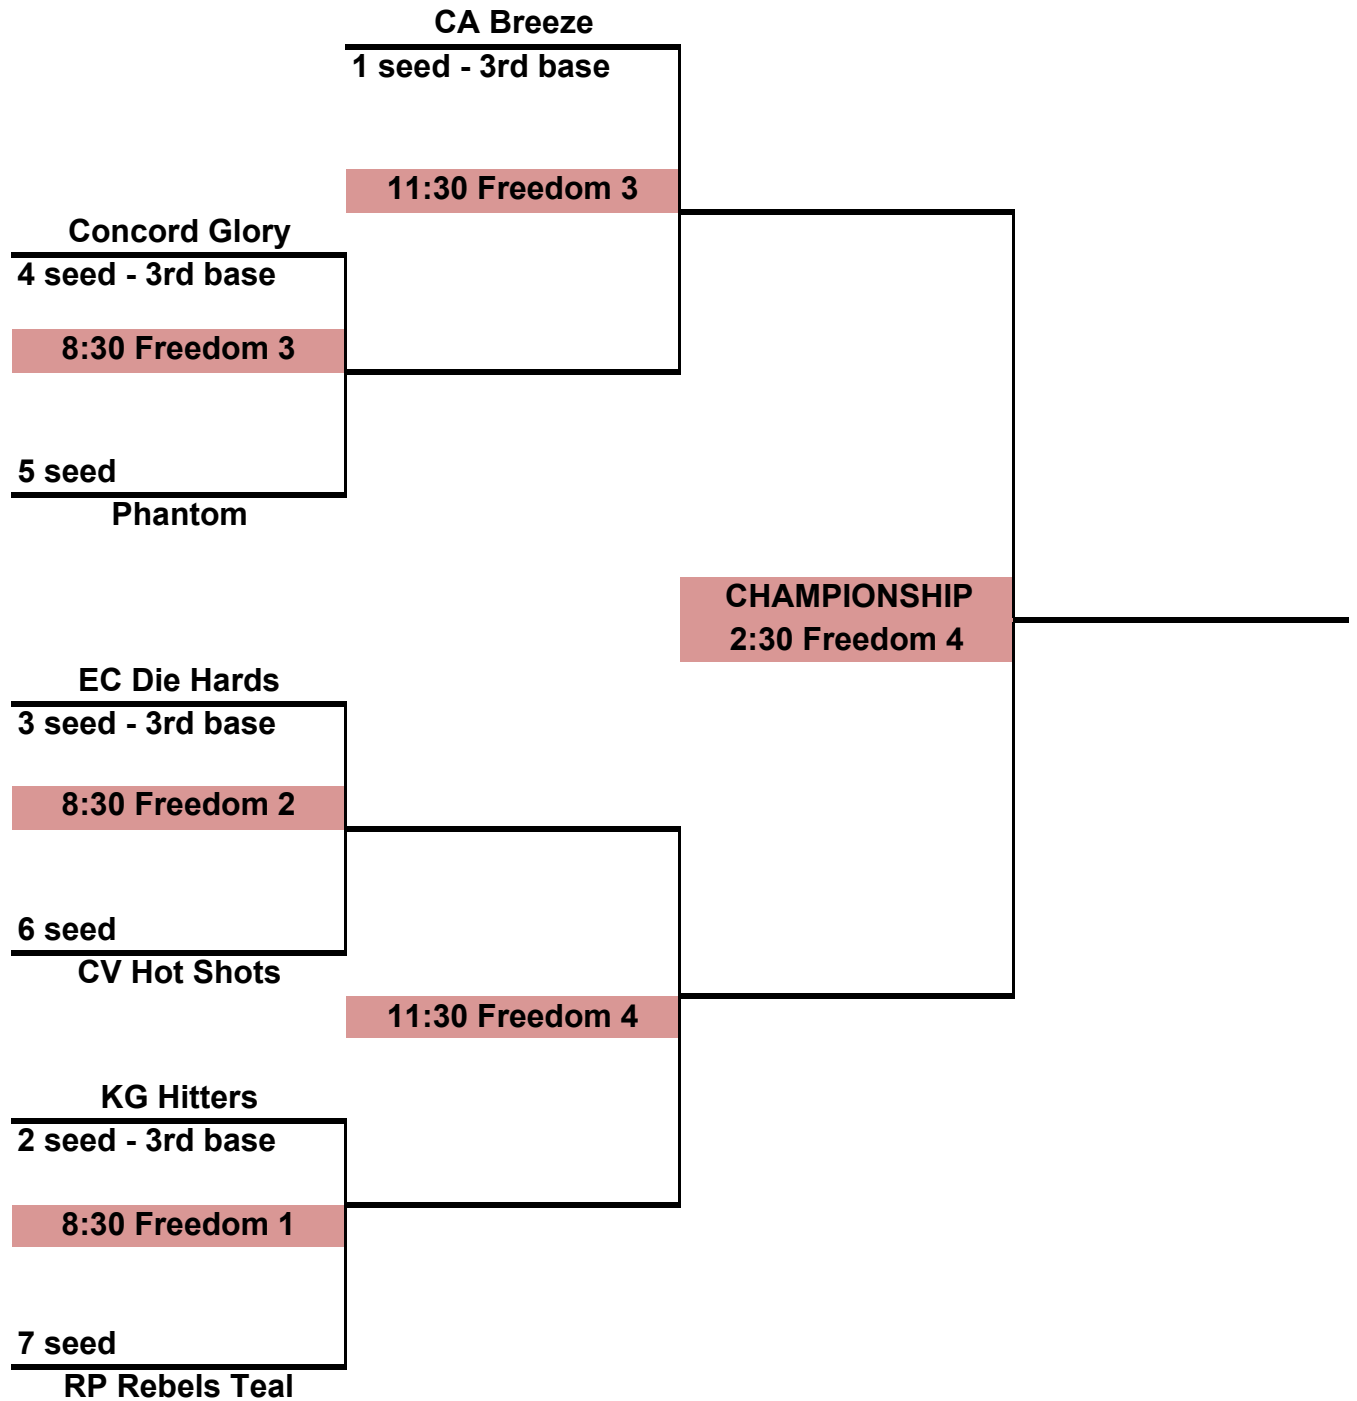 CA Breeze
1 seed - 3rd base
11:30 Freedom 3
Concord Glory
4 seed - 3rd base
8:30 Freedom 3
5 seed
Phantom
CHAMPIONSHIP
2:30 Freedom 4
EC Die Hards
3 seed - 3rd base
8:30 Freedom 2
6 seed
CV Hot Shots
11:30 Freedom 4
KG Hitters
2 seed - 3rd base
8:30 Freedom 1
7 seed
RP Rebels Teal